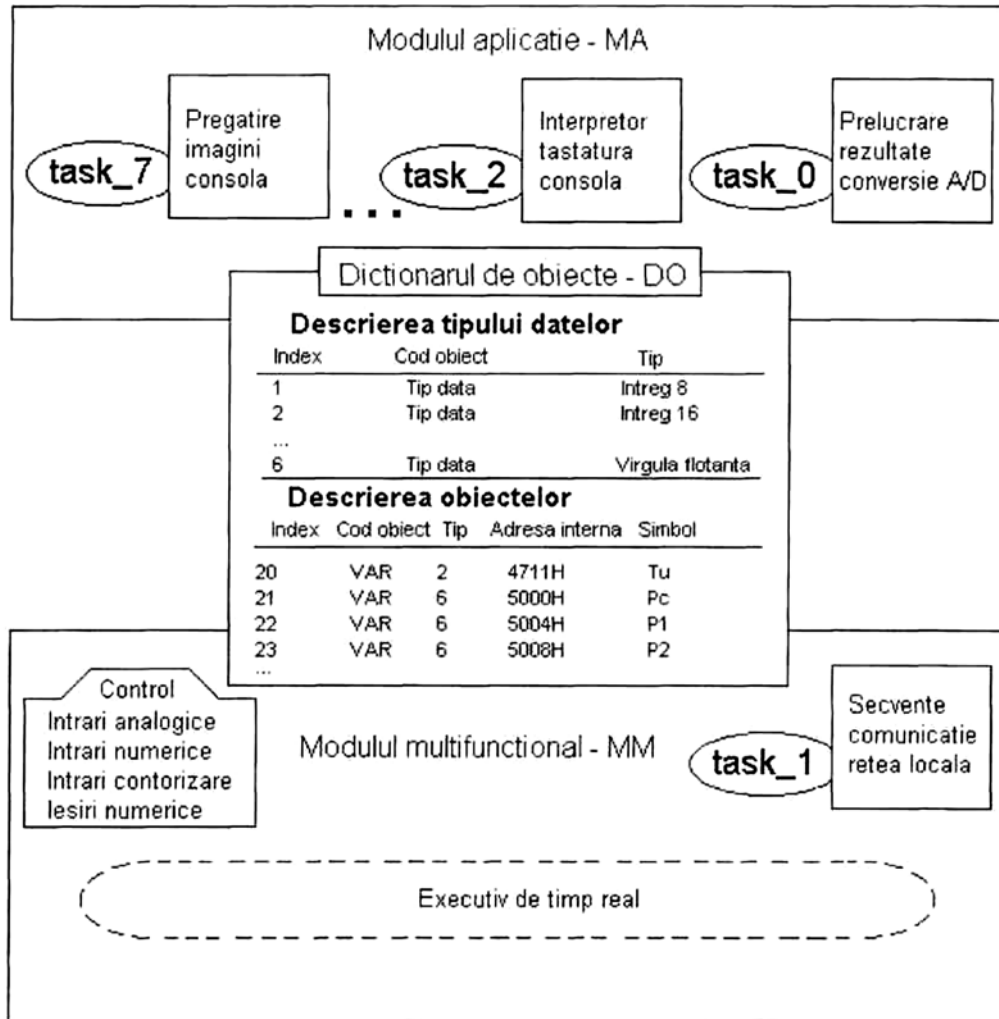 Modulul aplicatie - MA
Pregatire
imagini
consola
task_7
...
Interpretor
tastatura
consola
task_2
Prelucrare
rezultate
conversie A/D
task_0
Dictionarul de obiecte - DO
Descrierea tipului datelor
Index Cod obiect Tip
1 Tip data Intreg 8
2 Tip data Intreg 16
...
6 Tip data Virgula flotanta
Descrierea obiectelor
Index Cod obiect Tip Adresa interna Simbol
20 VAR 2 4711H Tu
21 VAR 6 5000H Pc
22 VAR 6 5004H P1
23 VAR 6 5008H P2
...
Control
Intrari analogice
Intrari numerice
Intrari contorizare
Iesiri numerice
Modulul multifunctional - MM
task_1
Secvente
comunicatie
retea locala
Executiv de timp real